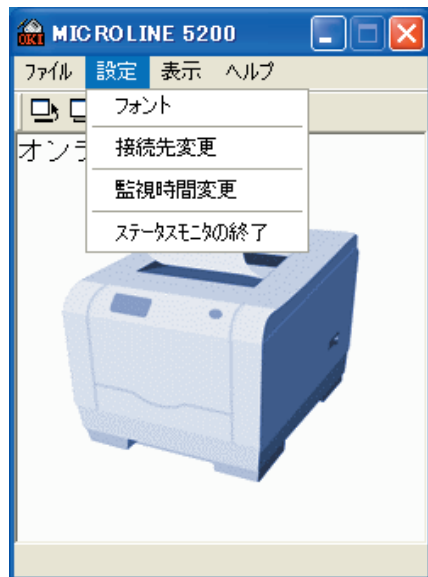 OKI MICROLINE 5200
ファイル 設定 表示 ヘルプ
フォント
オンラ
接続先変更
監視時間変更
ステータスモニタの終了